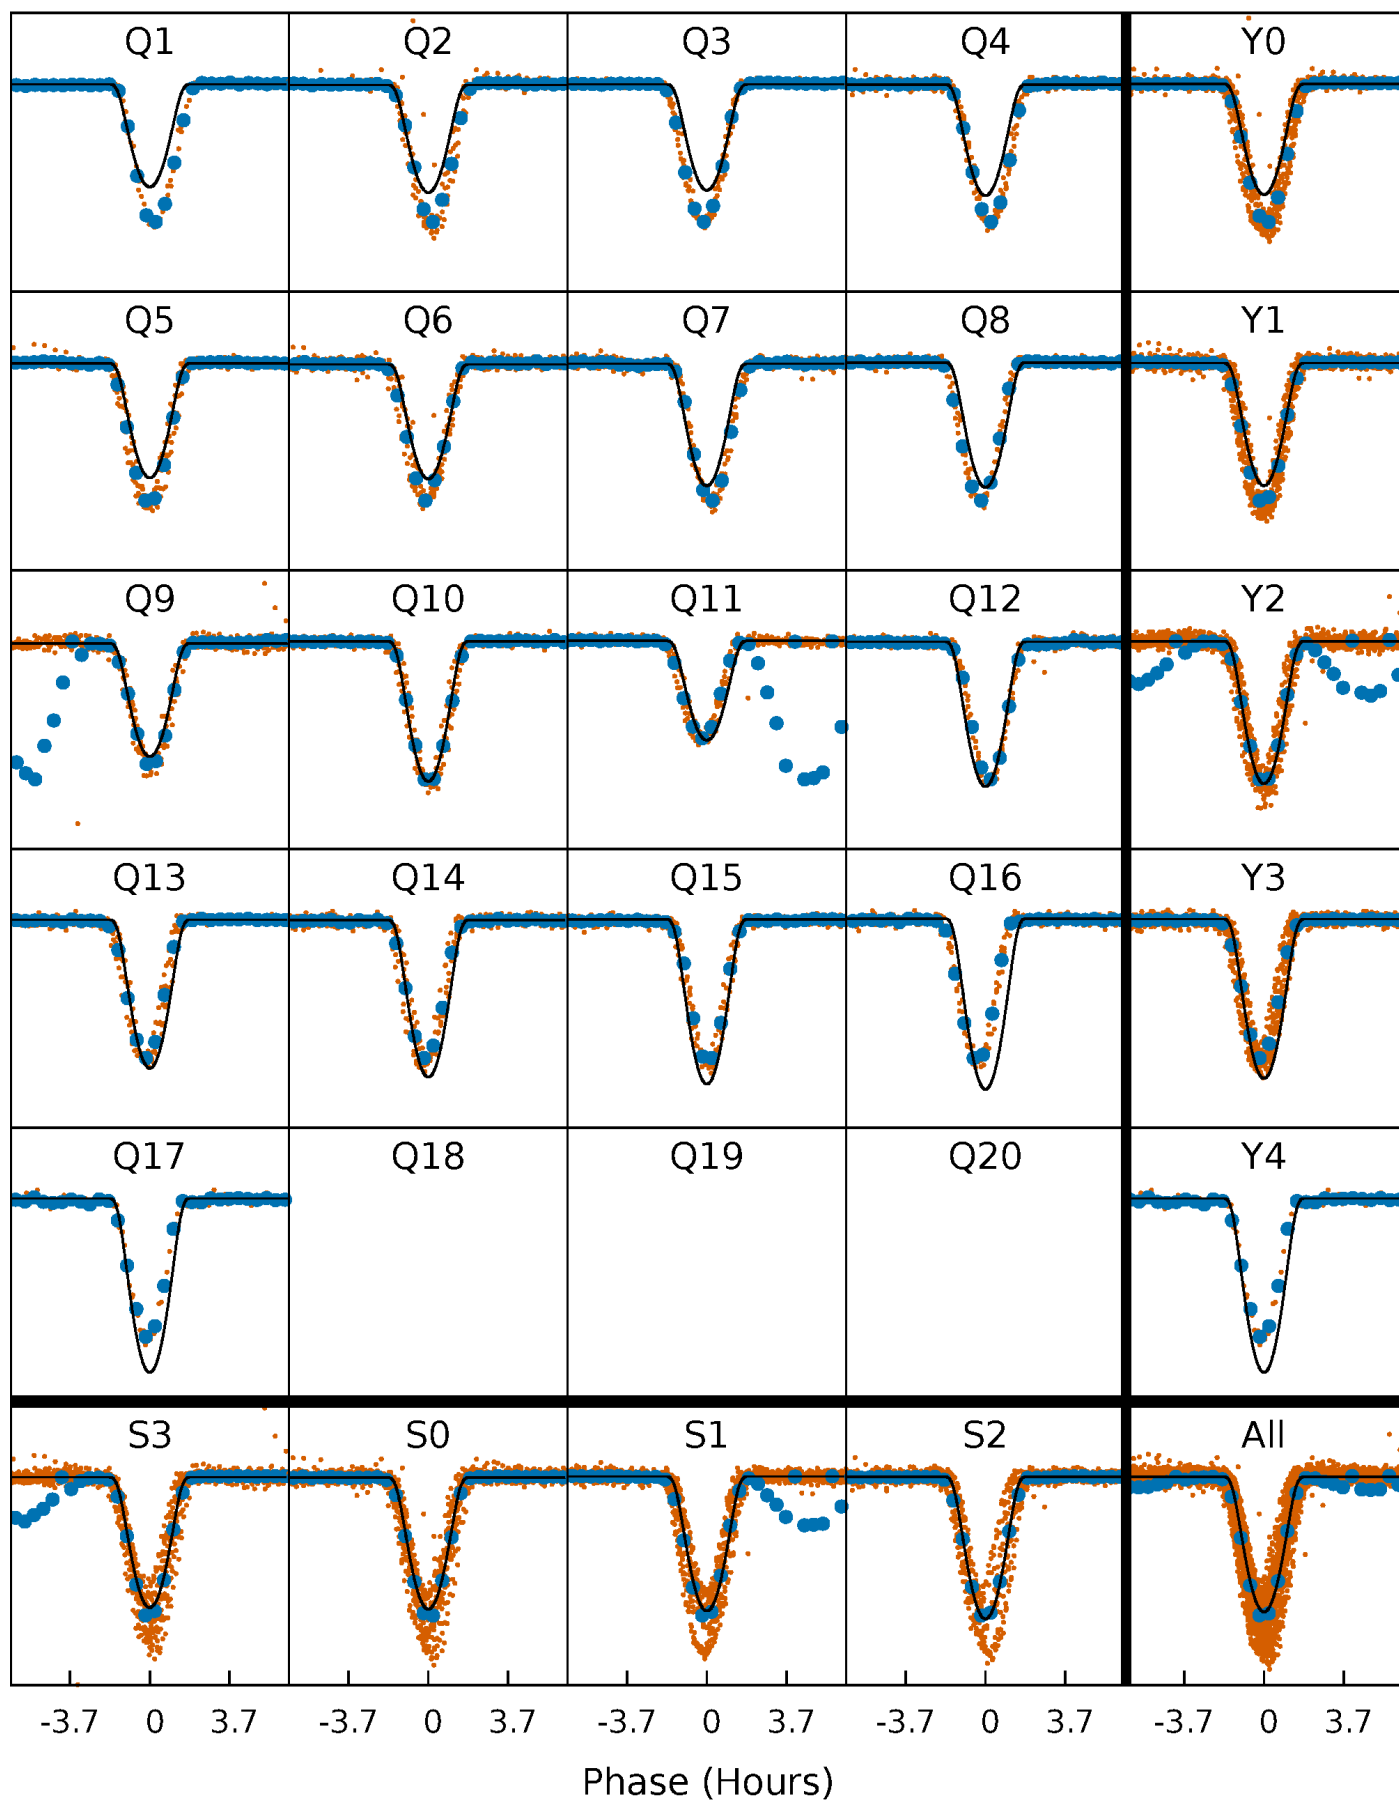 Q1 Q2 Q3 Q4 Y0
Q5 Q6 Q7 Q8 Y1
Q9 Q10 Q11 Q12 Y2
Q13 Q14 Q15 Q16 Y3
Q17 Q18 Q19 Q20 Y4
S3 S0 S1 S2 All
-3.7 0 3.7 -3.7 0 3.7 -3.7 0 3.7 -3.7 0 3.7 -3.7 0 3.7
Phase (Hours)